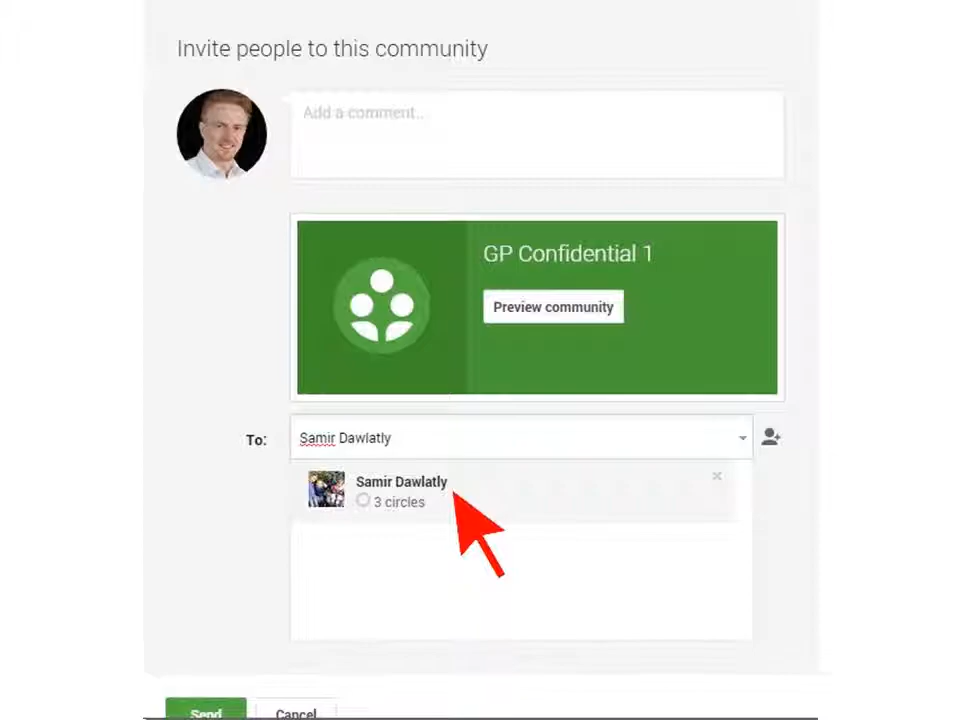 Invite people to this community
Add a comment...
GP Confidential 1
Preview community
To: Samir Dawlatly
Samir Dawlatly
3 circles
Send Cancel